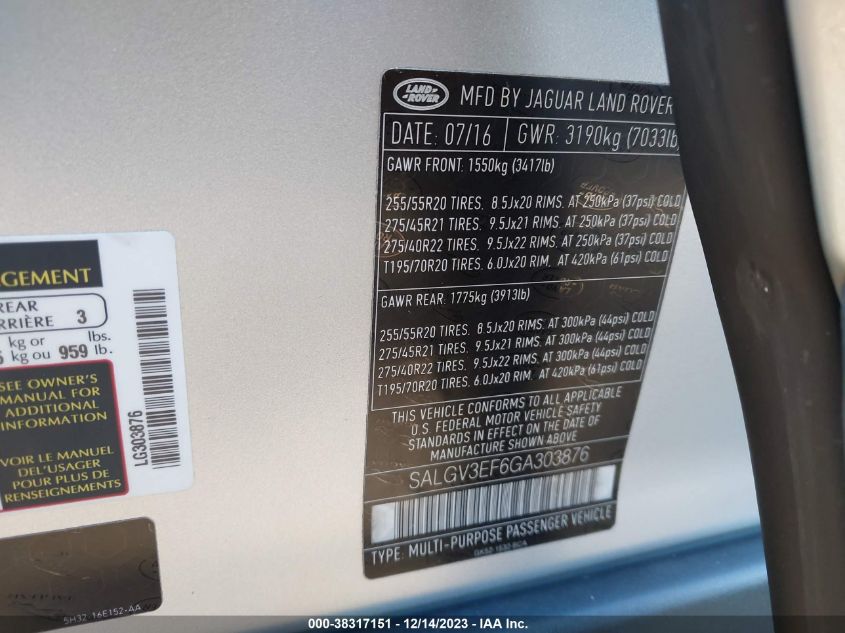 LAND
ROVER
MFD BY JAGUAR LAND ROVER
DATE: 07/16 GWR: 3190kg (7033lb)
GAWR FRONT: 1550kg (3417lb)
255/55R20 TIRES. 8.5Jx20 RIMS. AT 250kPa (37psi) COLD
275/45R21 TIRES. 9.5Jx21 RIMS. AT 250kPa (37psi) COLD
275/40R22 TIRES. 9.5Jx22 RIMS. AT 250kPa (37psi) COLD
T195/70R20 TIRES. 6.0Jx20 RIM. AT 420kPa (61psi) COLD
GAWR REAR: 1775kg (3913lb)
255/55R20 TIRES. 8.5Jx20 RIMS. AT 300kPa (44psi) COLD
275/45R21 TIRES. 9.5Jx21 RIMS. AT 300kPa (44psi) COLD
275/40R22 TIRES. 9.5Jx22 RIMS. AT 300kPa (44psi) COLD
T195/70R20 TIRES. 6.0Jx20 RIM. AT 420kPa (61psi) COLD
THIS VEHICLE CONFORMS TO ALL APPLICABLE
U.S. FEDERAL MOTOR VEHICLE SAFETY
STANDARDS IN EFFECT ON THE DATE OF
MANUFACTURE SHOWN ABOVE
SALGV3EF6GA303876
TYPE: MULTI-PURPOSE PASSENGER VEHICLE
GEMENT
REAR
RRIÈRE 3
kg or lbs.
kg ou 959 lb.
SEE OWNER'S
MANUAL FOR
ADDITIONAL
INFORMATION
VOIR LE MANUEL
DEL'USAGER
POUR PLUS DE
RENSEIGNEMENTS
LG303876
5H32-16E152-AA
000-38317151 - 12/14/2023 - IAA Inc.